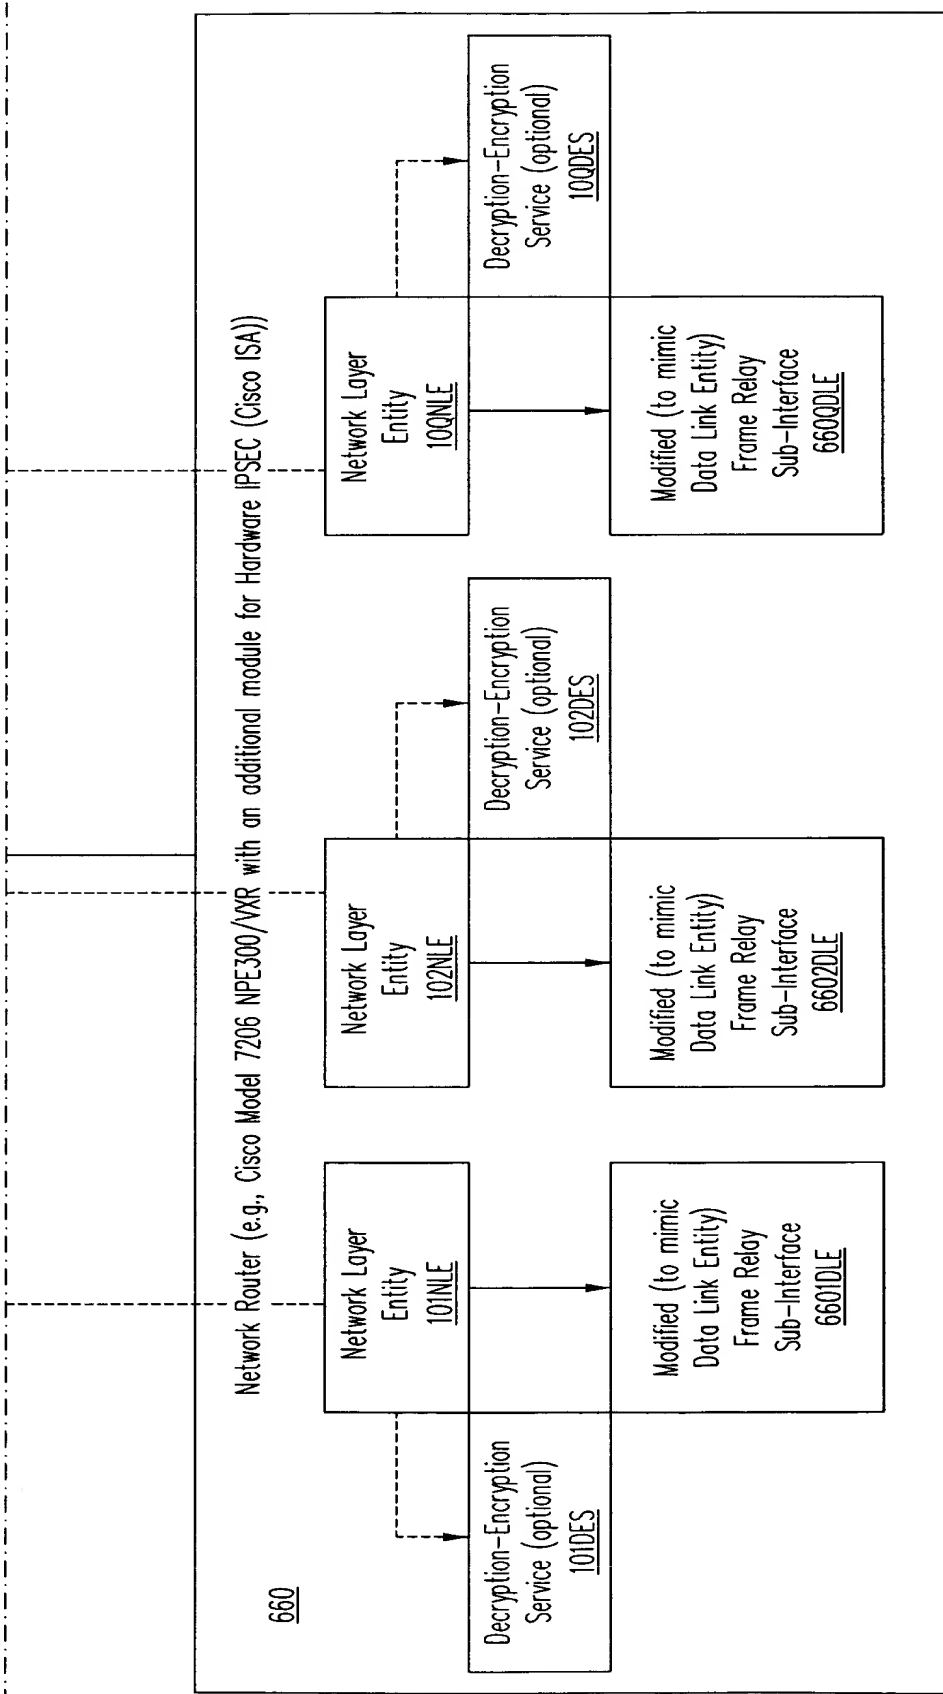 Network Router (e.g., Cisco Model 7206 NPE300/VXR with an additional module for Hardware IPSEC (Cisco ISA))
660
Network Layer
Entity
101NLE
Decryption-Encryption
Service (optional)
101DES
Modified (to mimic
Data Link Entity)
Frame Relay
Sub-Interface
6601DLE
Network Layer
Entity
102NLE
Decryption-Encryption
Service (optional)
102DES
Modified (to mimic
Data Link Entity)
Frame Relay
Sub-Interface
6602DLE
Network Layer
Entity
10QNLE
Decryption-Encryption
Service (optional)
10QDES
Modified (to mimic
Data Link Entity)
Frame Relay
Sub-Interface
660QDLE